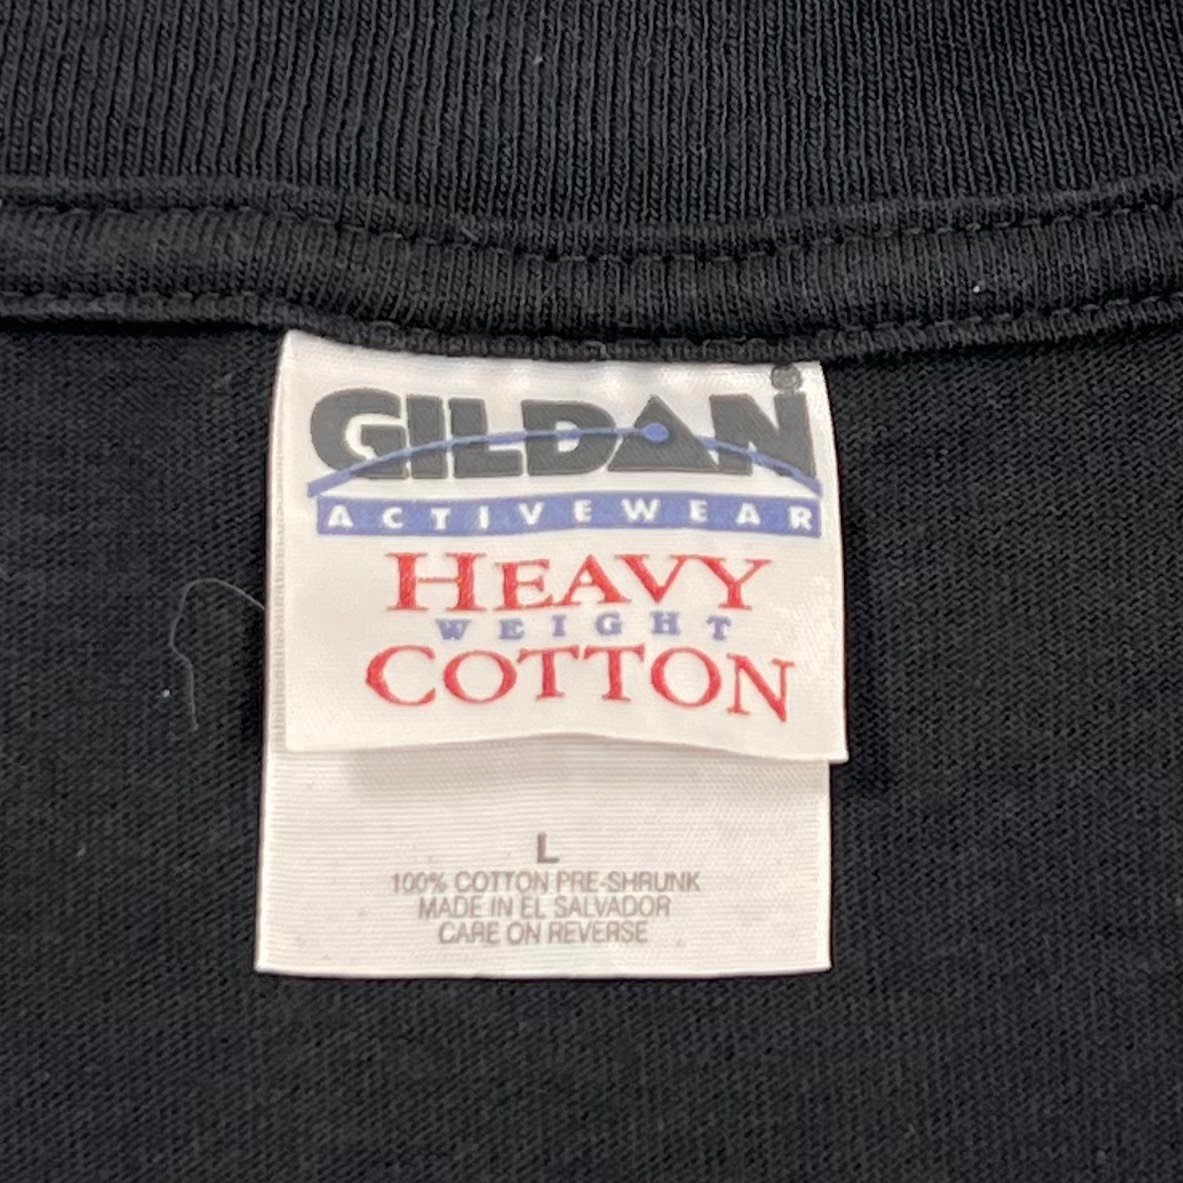 GILDAN®
ACTIVEWEAR
HEAVY
WEIGHT
COTTON
L
100% COTTON PRE-SHRUNK
MADE IN EL SALVADOR
CARE ON REVERSE